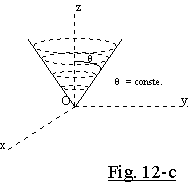 z
θ
θ = conste.
O
y
x
Fig. 12-c